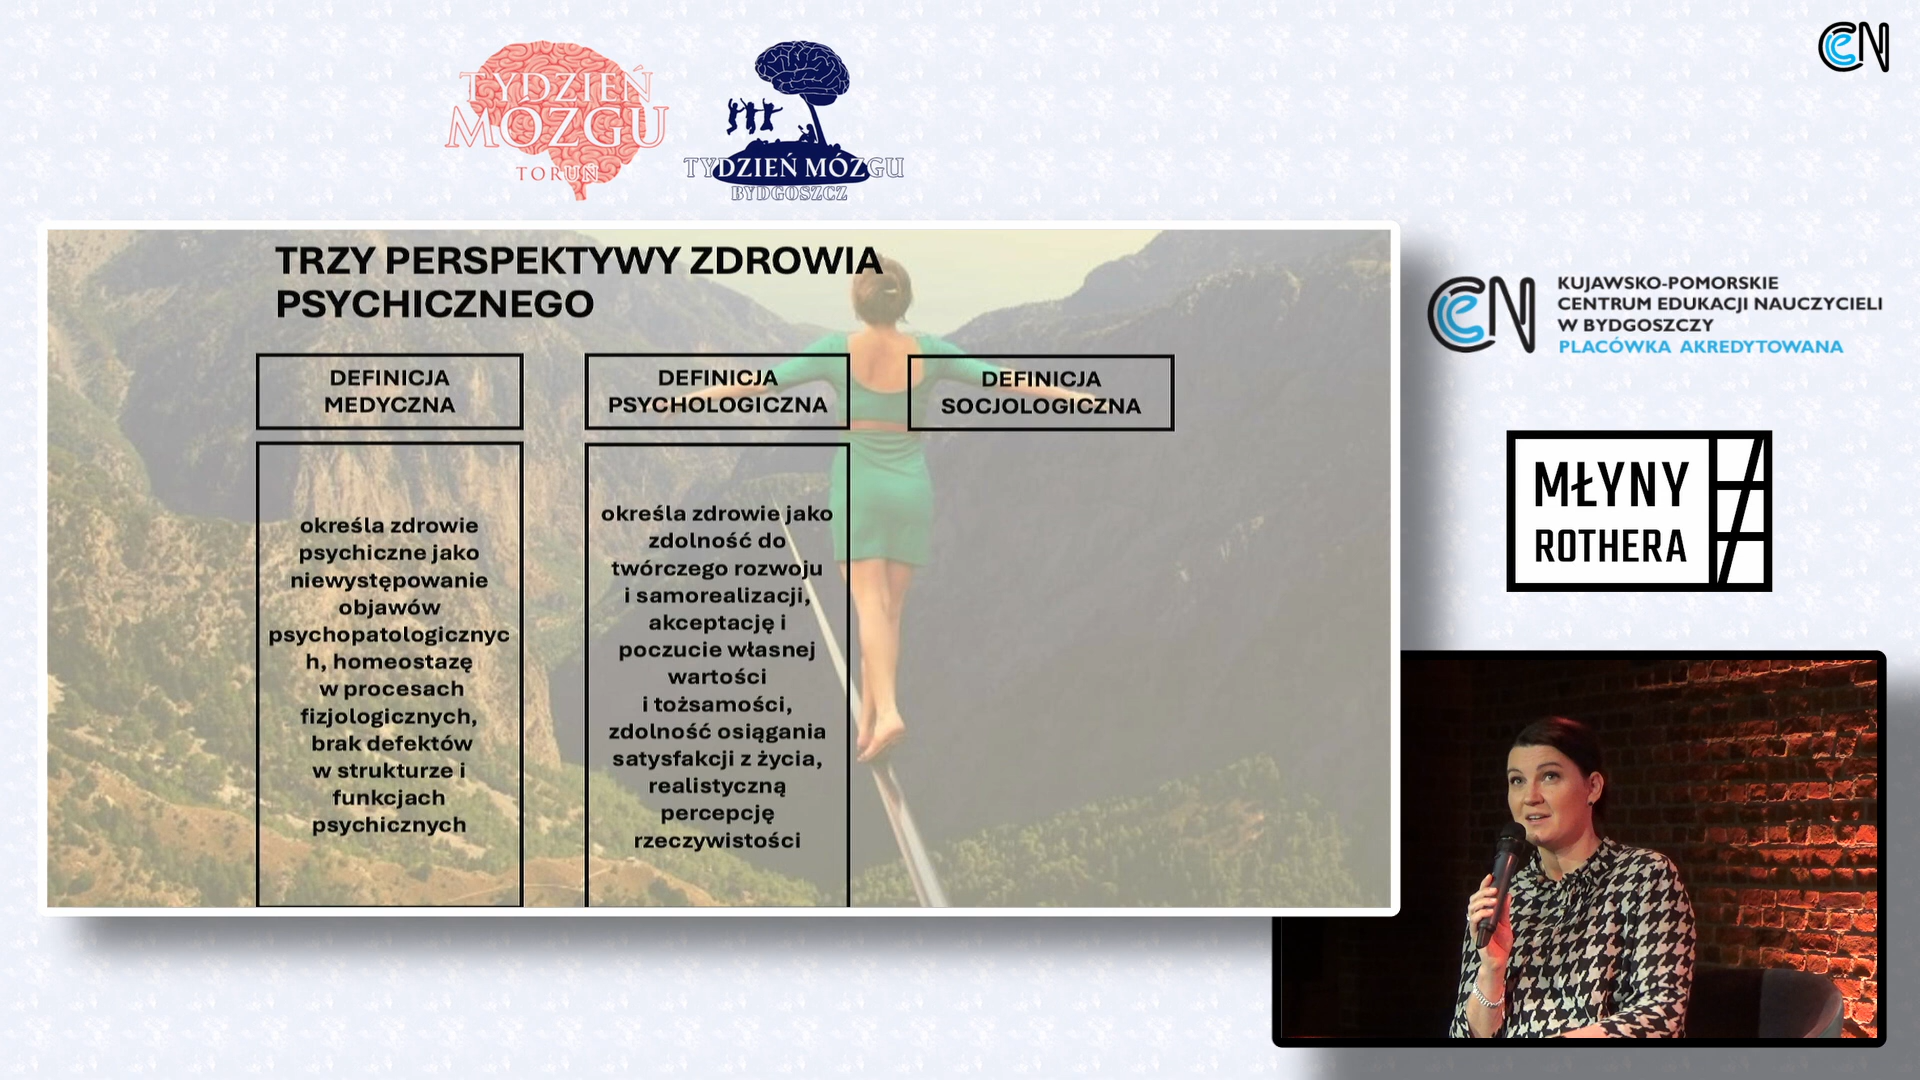 TYDZIEŃ
MÓZGU
TORUŃ
TYDZIEŃ MÓZGU
BYDGOSZCZ
CEN
TRZY PERSPEKTYWY ZDROWIA
PSYCHICZNEGO
DEFINICJA
MEDYCZNA
określa zdrowie
psychiczne jako
niewystępowanie
objawów
psychopatologicznyc
h, homeostazę
w procesach
fizjologicznych,
brak defektów
w strukturze i
funkcjach
psychicznych
DEFINICJA
PSYCHOLOGICZNA
określa zdrowie jako
zdolność do
twórczego rozwoju
i samorealizacji,
akceptację i
poczucie własnej
wartości
i tożsamości,
zdolność osiągania
satysfakcji z życia,
realistyczną
percepcję
rzeczywistości
DEFINICJA
SOCJOLOGICZNA
CEN
KUJAWSKO-POMORSKIE
CENTRUM EDUKACJI NAUCZYCIELI
W BYDGOSZCZY
PLACÓWKA AKREDYTOWANA
MŁYNY
ROTHERA